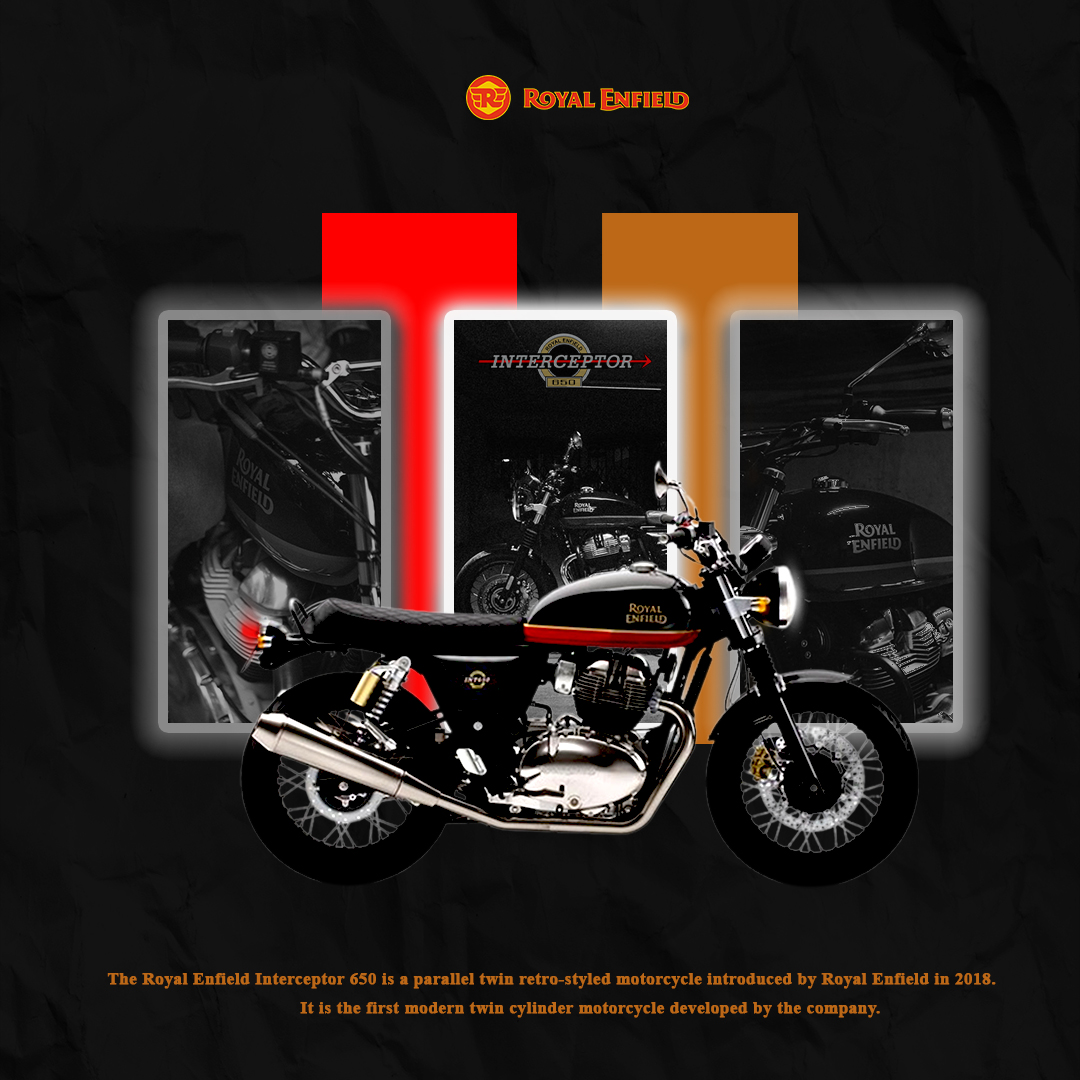 R ROYAL ENFIELD
ROYAL ENFIELD
INTERCEPTOR
650
ROYAL
ENFIELD
ROYAL
ENFIELD
ROYAL
ENFIELD
ROYAL
ENFIELD
The Royal Enfield Interceptor 650 is a parallel twin retro-styled motorcycle introduced by Royal Enfield in 2018.
It is the first modern twin cylinder motorcycle developed by the company.